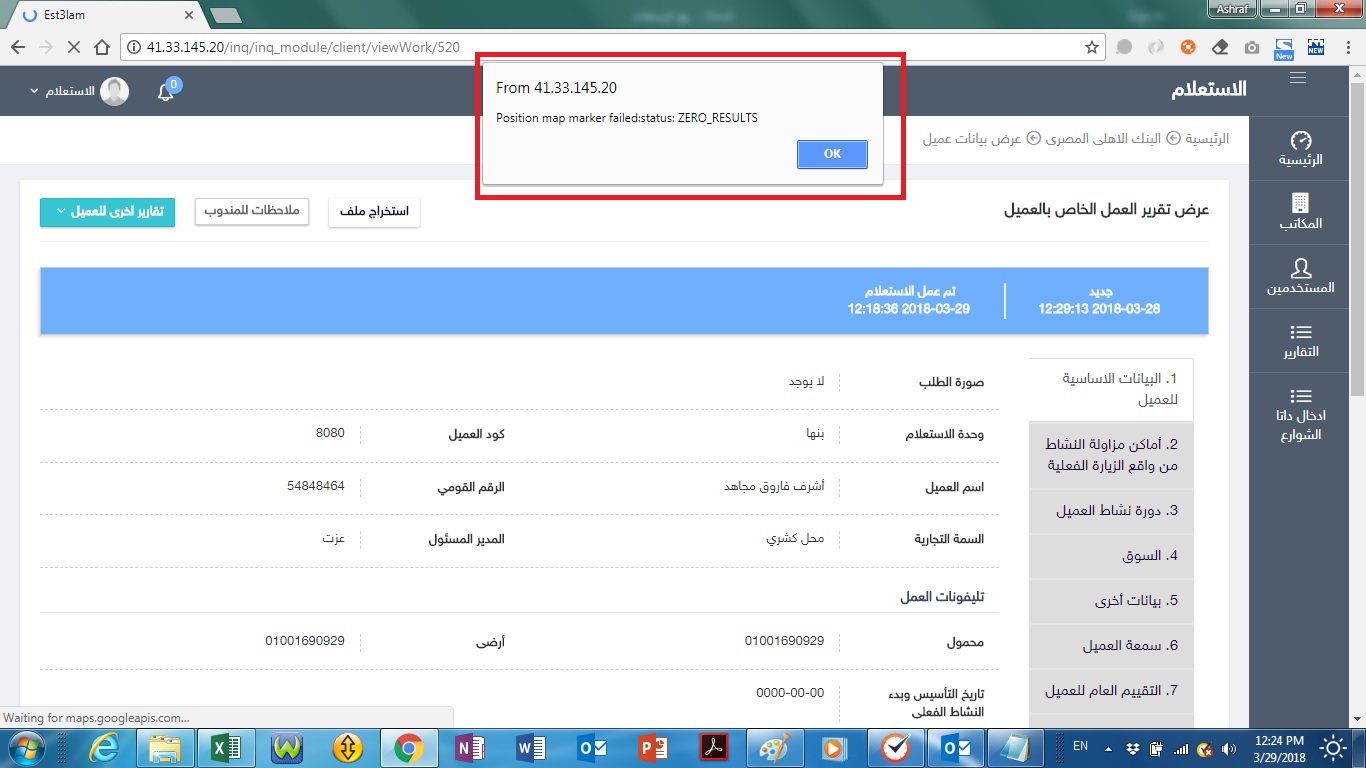 Est3lam
Ashraf
41.33.145.20/inq/inq_module/client/viewWork/520
New
NEW
الاستعلام
0
الاستعلام
From 41.33.145.20
Position map marker failed:status: ZERO_RESULTS
OK
الرئيسية
البنك الاهلى المصرى
عرض بيانات عميل
الرئيسية
المكاتب
المستخدمين
التقارير
ادخال داتا
الشوارع
عرض تقرير العمل الخاص بالعميل
استخراج ملف
ملاحظات للمندوب
تقارير اخرى للعميل
جديد
2018-03-28 12:29:13
تم عمل الاستعلام
2018-03-29 12:18:36
1. البيانات الاساسية
للعميل
2. أماكن مزاولة النشاط
من واقع الزيارة الفعلية
3. دورة نشاط العميل
4. السوق
5. بيانات أخرى
6. سمعة العميل
7. التقييم العام للعميل
صورة الطلب
لا يوجد
وحدة الاستعلام
بنها
كود العميل
8080
اسم العميل
أشرف فاروق مجاهد
الرقم القومي
54848464
السمة التجارية
محل كشري
المدير المسئول
عزت
تليفونات العمل
محمول
01001690929
أرضى
01001690929
تاريخ التأسيس وبدء
النشاط الفعلى
0000-00-00
Waiting for maps.googleapis.com...
EN
12:24 PM
3/29/2018